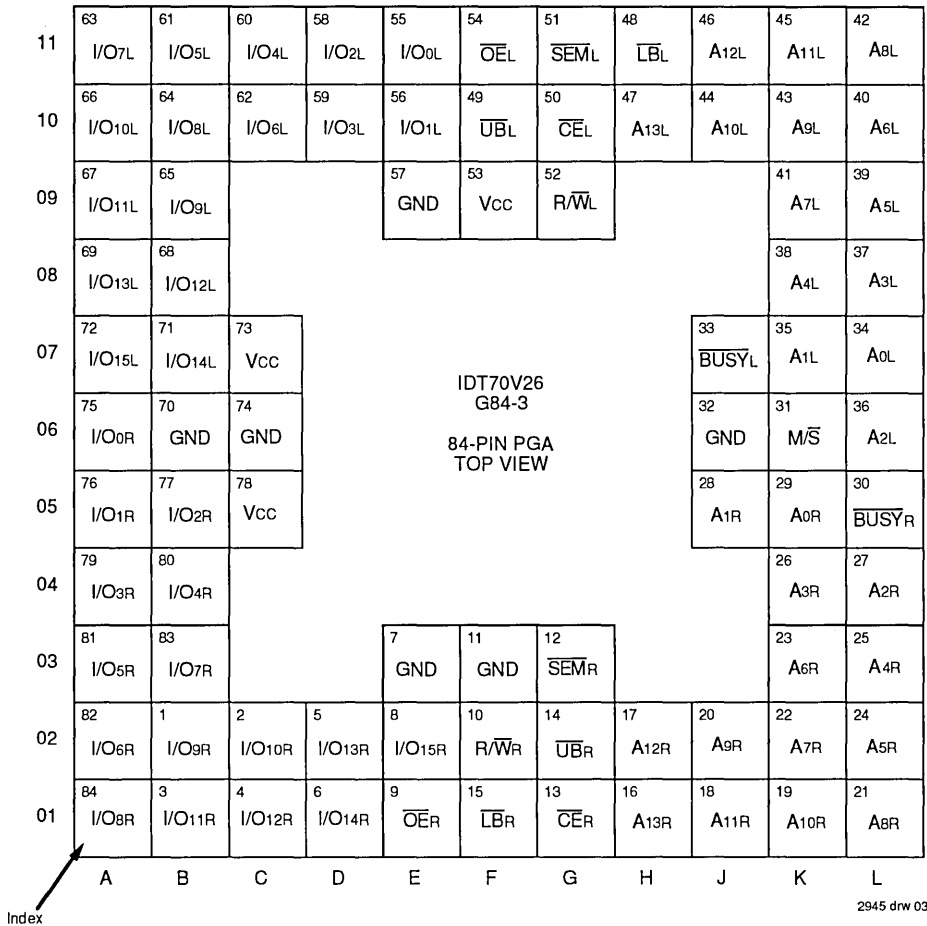 11 63 I/O7L 61 I/O5L 60 I/O4L 58 I/O2L 55 I/O0L 54 OEL 51 SEML 48 LBL 46 A12L 45 A11L 42 A8L
10 66 I/O10L 64 I/O8L 62 I/O6L 59 I/O3L 56 I/O1L 49 UBL 50 CEL 47 A13L 44 A10L 43 A9L 40 A6L
09 67 I/O11L 65 I/O9L 57 GND 53 VCC 52 R/WL 41 A7L 39 A5L
08 69 I/O13L 68 I/O12L 38 A4L 37 A3L
07 72 I/O15L 71 I/O14L 73 VCC 33 BUSYL 35 A1L 34 A0L
IDT70V26
G84-3
06 75 I/O0R 70 GND 74 GND 32 GND 31 M/S 36 A2L
84-PIN PGA
TOP VIEW
05 76 I/O1R 77 I/O2R 78 VCC 28 A1R 29 A0R 30 BUSYR
04 79 I/O3R 80 I/O4R 26 A3R 27 A2R
03 81 I/O5R 83 I/O7R 7 GND 11 GND 12 SEMR 23 A6R 25 A4R
02 82 I/O6R 1 I/O9R 2 I/O10R 5 I/O13R 8 I/O15R 10 R/WR 14 UBR 17 A12R 20 A9R 22 A7R 24 A5R
01 84 I/O8R 3 I/O11R 4 I/O12R 6 I/O14R 9 OER 15 LBR 13 CER 16 A13R 18 A11R 19 A10R 21 A8R
A B C D E F G H J K L
Index
2945 drw 03